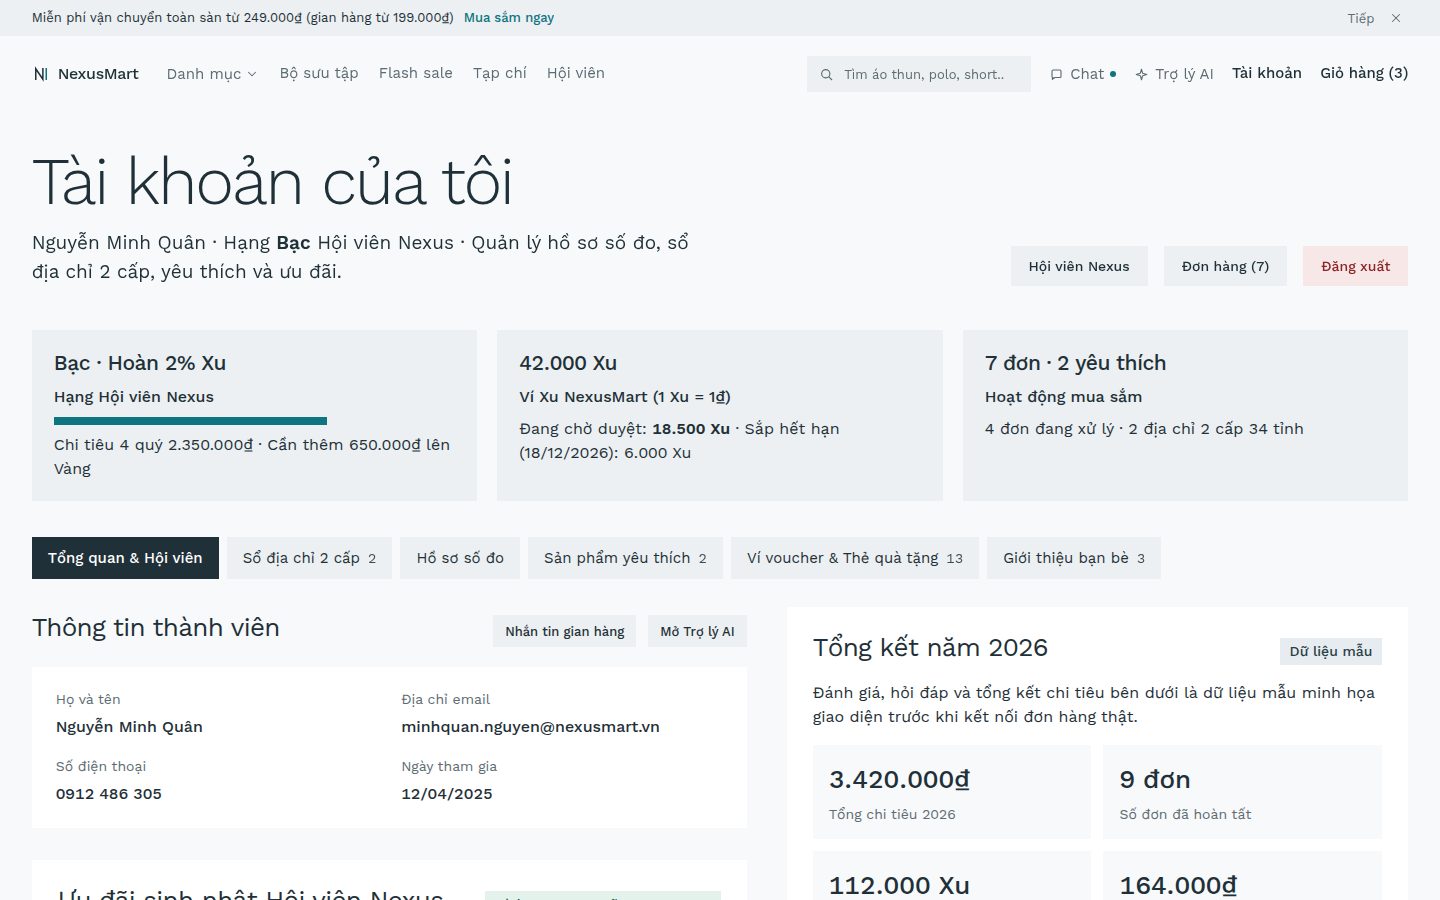 Miễn phí vận chuyển toàn sàn từ 249.000₫ (gian hàng từ 199.000₫) Mua sắm ngay
Tiếp
NexusMart
Danh mục
Bộ sưu tập
Flash sale
Tạp chí
Hội viên
Tìm áo thun, polo, short..
Chat
Trợ lý AI
Tài khoản
Giỏ hàng (3)
Tài khoản của tôi
Nguyễn Minh Quân · Hạng Bạc Hội viên Nexus · Quản lý hồ sơ số đo, sổ
địa chỉ 2 cấp, yêu thích và ưu đãi.
Hội viên Nexus
Đơn hàng (7)
Đăng xuất
Bạc · Hoàn 2% Xu
Hạng Hội viên Nexus
Chi tiêu 4 quý 2.350.000₫ · Cần thêm 650.000₫ lên
Vàng
42.000 Xu
Ví Xu NexusMart (1 Xu = 1₫)
Đang chờ duyệt: 18.500 Xu · Sắp hết hạn
(18/12/2026): 6.000 Xu
7 đơn · 2 yêu thích
Hoạt động mua sắm
4 đơn đang xử lý · 2 địa chỉ 2 cấp 34 tỉnh
Tổng quan & Hội viên
Sổ địa chỉ 2 cấp 2
Hồ sơ số đo
Sản phẩm yêu thích 2
Ví voucher & Thẻ quà tặng 13
Giới thiệu bạn bè 3
Thông tin thành viên
Nhắn tin gian hàng
Mở Trợ lý AI
Họ và tên
Nguyễn Minh Quân
Địa chỉ email
minhquan.nguyen@nexusmart.vn
Số điện thoại
0912 486 305
Ngày tham gia
12/04/2025
Ưu đãi sinh nhật Hội viên Nexus
Tổng kết năm 2026
Dữ liệu mẫu
Đánh giá, hỏi đáp và tổng kết chi tiêu bên dưới là dữ liệu mẫu minh họa
giao diện trước khi kết nối đơn hàng thật.
3.420.000₫
Tổng chi tiêu 2026
9 đơn
Số đơn đã hoàn tất
112.000 Xu
164.000₫